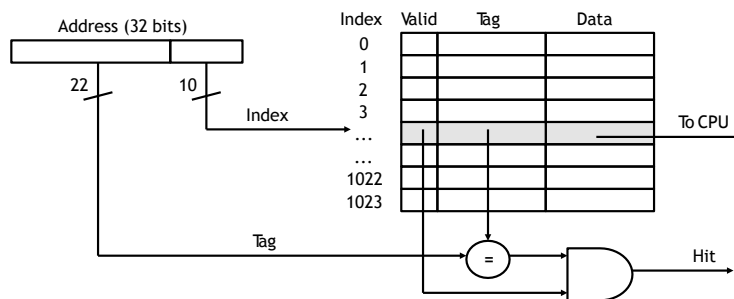 Address (32 bits)
Index Valid Tag Data
0
1
22 10 2
3
Index
...
To CPU
...
1022
1023
Tag
=
Hit